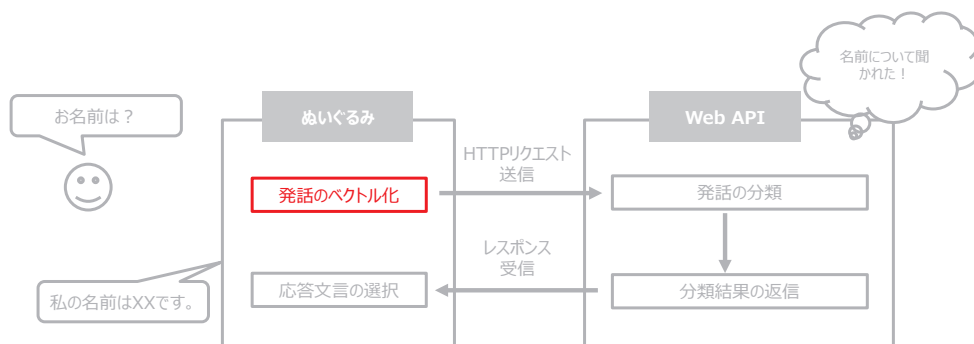 名前について聞
かれた！
お名前は？
ぬいぐるみ
Web API
HTTPリクエスト
送信
発話のベクトル化
発話の分類
レスポンス
受信
私の名前はXXです。
応答文言の選択
分類結果の返信